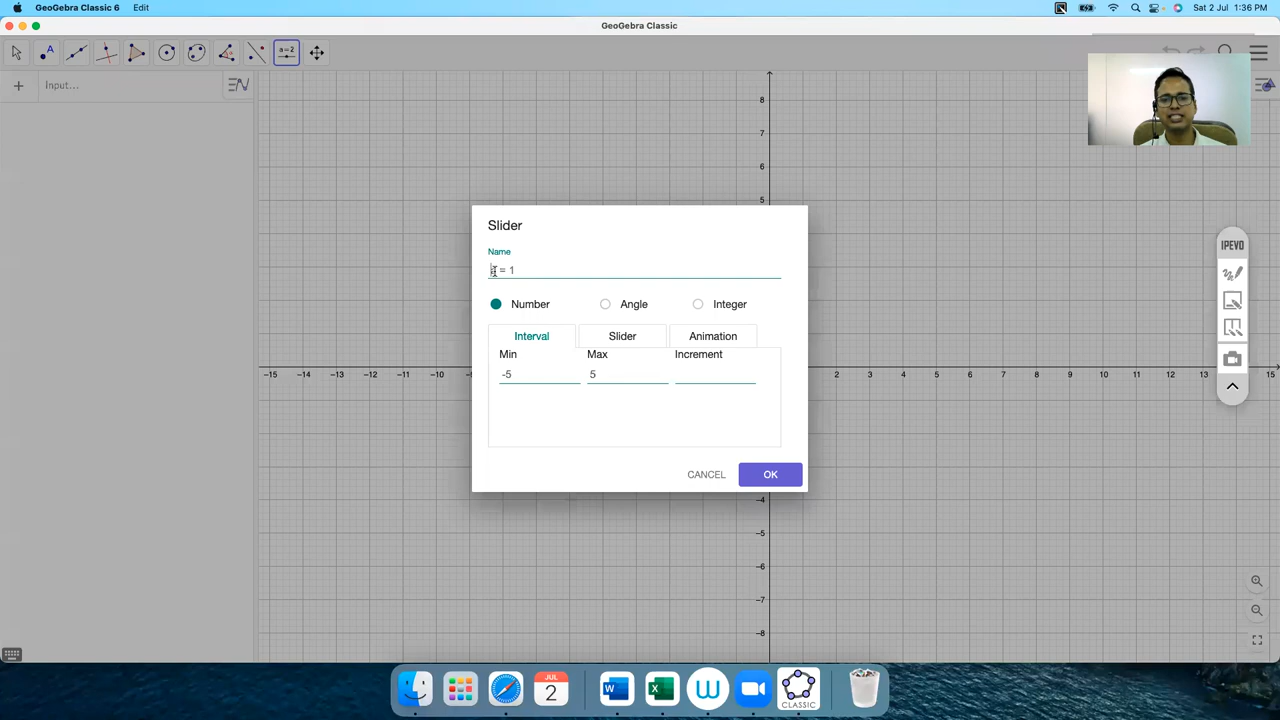 GeoGebra Classic 6 Edit Sat 2 Jul 1:36 PM
GeoGebra Classic
a=2
Input...
8
7
6
5
Slider
Name
= 1
Number Angle Integer
Interval Slider Animation
Min Max Increment
-5 5
CANCEL OK
IPEVO
-15 -14 -13 -12 -11 -10 -9 2 3 4 5 6 7 8 9 10 11 12 13 14 15
-4
-5
-6
-7
-8
JUL
2
W X W
CLASSIC